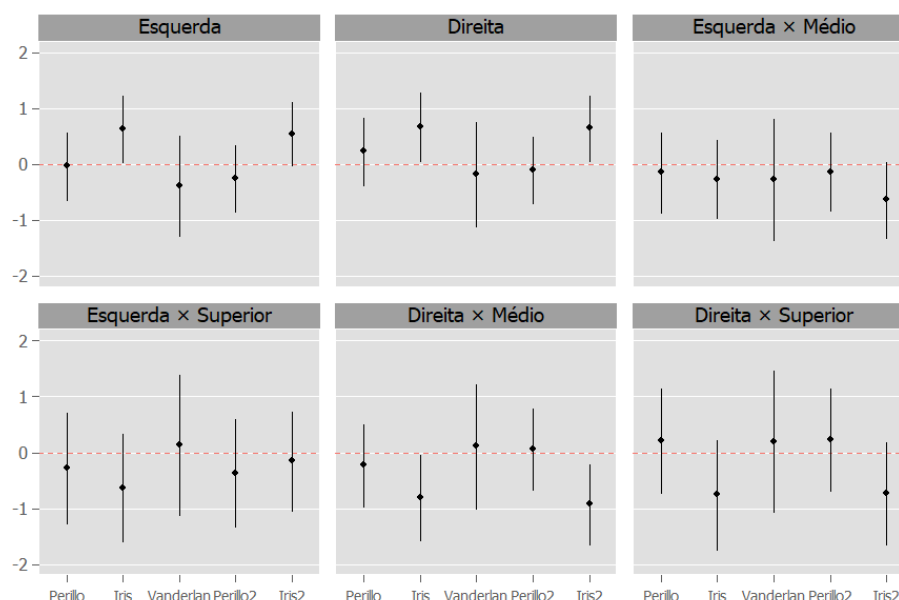 Esquerda
Direita
Esquerda × Médio
2
1
0
-1
-2
Esquerda × Superior
Direita × Médio
Direita × Superior
2
1
0
-1
-2
Perillo Iris Vanderlan Perillo2 Iris2
Perillo Iris Vanderlan Perillo2 Iris2
Perillo Iris Vanderlan Perillo2 Iris2